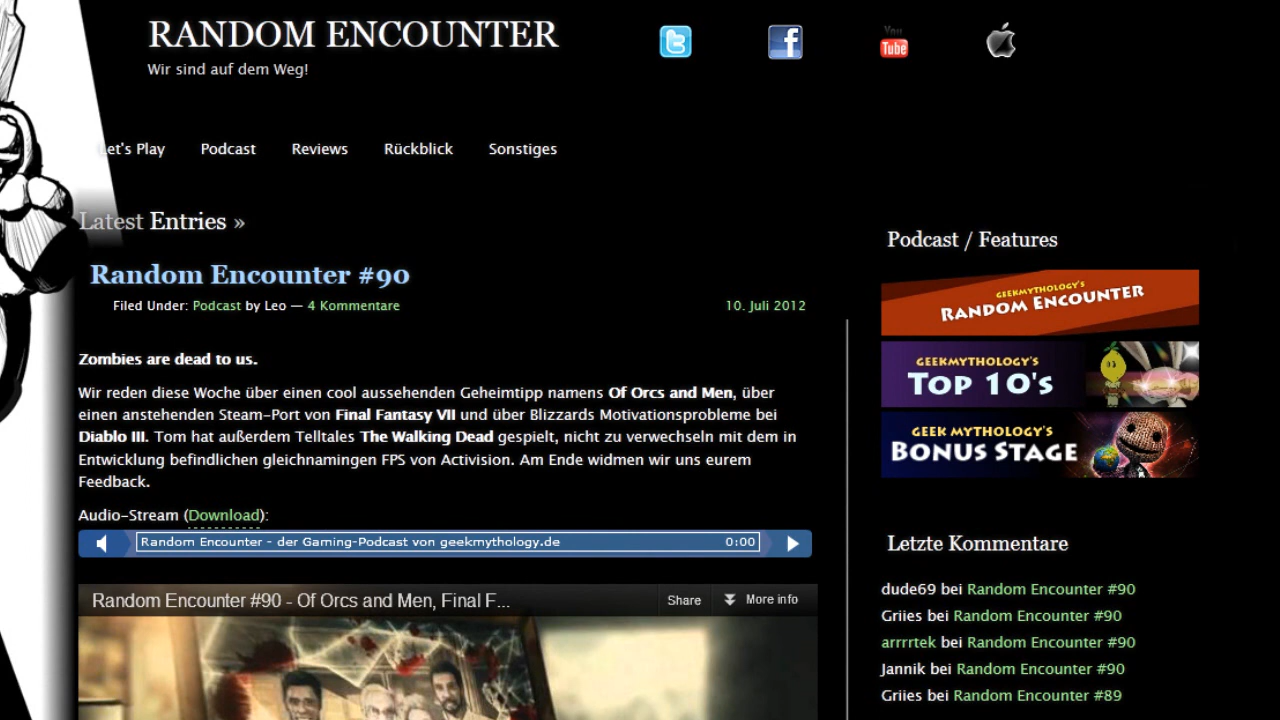 RANDOM ENCOUNTER
Wir sind auf dem Weg!
You
Tube
Let's Play Podcast Reviews Rückblick Sonstiges
Latest Entries »
Random Encounter #90
Filed Under: Podcast by Leo — 4 Kommentare 10. Juli 2012
Zombies are dead to us.
Wir reden diese Woche über einen cool aussehenden Geheimtipp namens Of Orcs and Men, über
einen anstehenden Steam-Port von Final Fantasy VII und über Blizzards Motivationsprobleme bei
Diablo III. Tom hat außerdem Telltales The Walking Dead gespielt, nicht zu verwechseln mit dem in
Entwicklung befindlichen gleichnamingen FPS von Activision. Am Ende widmen wir uns eurem
Feedback.
Audio-Stream (Download):
Random Encounter - der Gaming-Podcast von geekmythology.de 0:00
Random Encounter #90 - Of Orcs and Men, Final F... Share More info
Podcast / Features
GEEKMYTHOLOGY'S
RANDOM ENCOUNTER
GEEKMYTHOLOGY'S
TOP 10'S
GEEK MYTHOLOGY'S
BONUS STAGE
Letzte Kommentare
dude69 bei Random Encounter #90
Griies bei Random Encounter #90
arrrrtek bei Random Encounter #90
Jannik bei Random Encounter #90
Griies bei Random Encounter #89